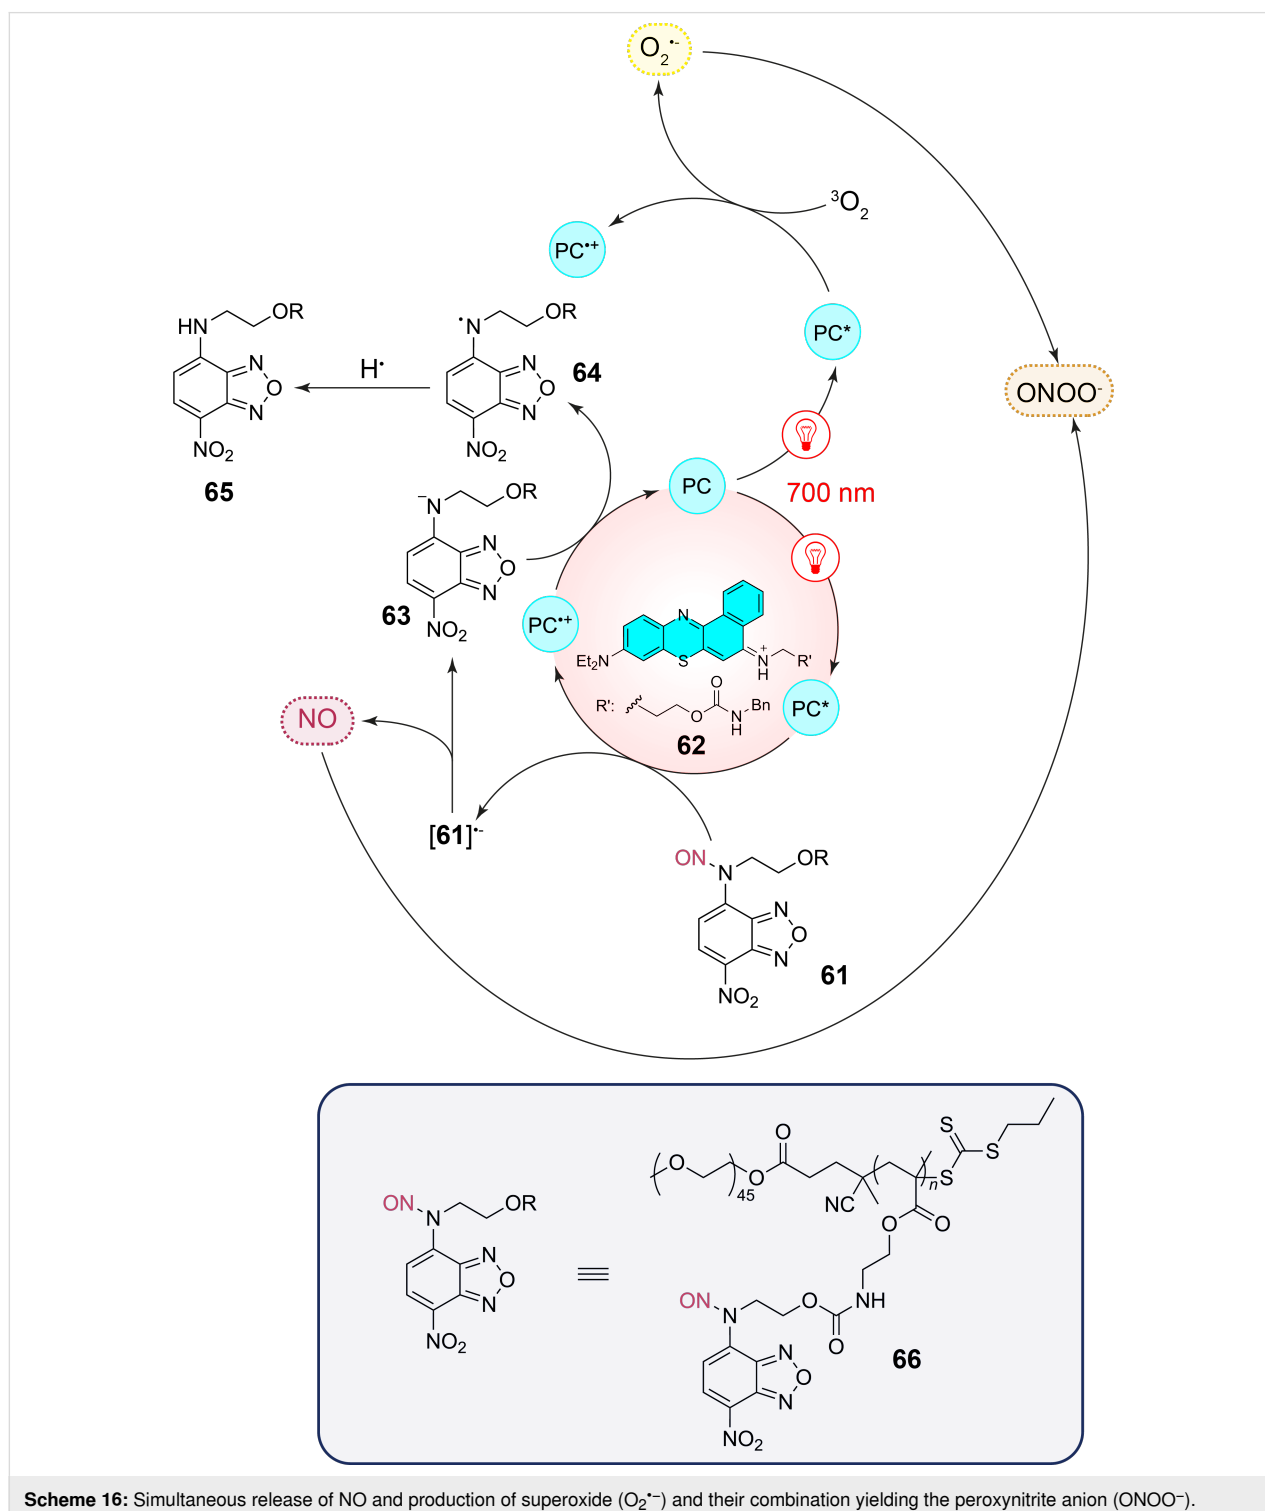 O₂•-
³O₂
PC•+
PC*
HN
OR
N
O
N
NO₂
65
H•
•N
OR
N
O
N
NO₂
64
ONOO-
PC
700 nm
-N
OR
N
O
N
NO₂
63
PC•+
N
Et₂N
S
N+
H
R'
R':
O
O
N
H
Bn
62
PC*
NO
[61]•-
ON
N
OR
N
O
N
NO₂
61
O
O
45
O
NC
n
S
S
S
O
O
NH
O
O
ON
N
N
O
N
NO₂
66
ON
N
OR
N
O
N
NO₂
Scheme 16: Simultaneous release of NO and production of superoxide (O₂•−) and their combination yielding the peroxynitrite anion (ONOO−).